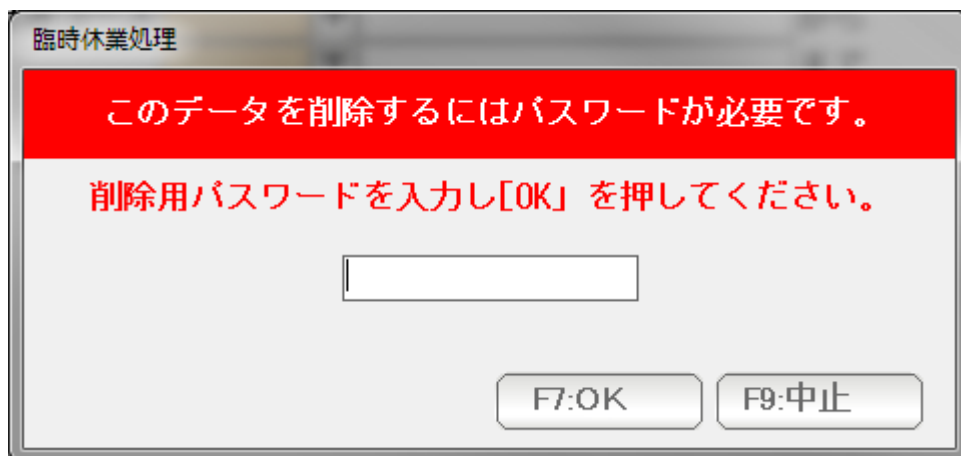 臨時休業処理
このデータを削除するにはパスワードが必要です。
削除用パスワードを入力し[OK」を押してください。
F7:OK
F9:中止